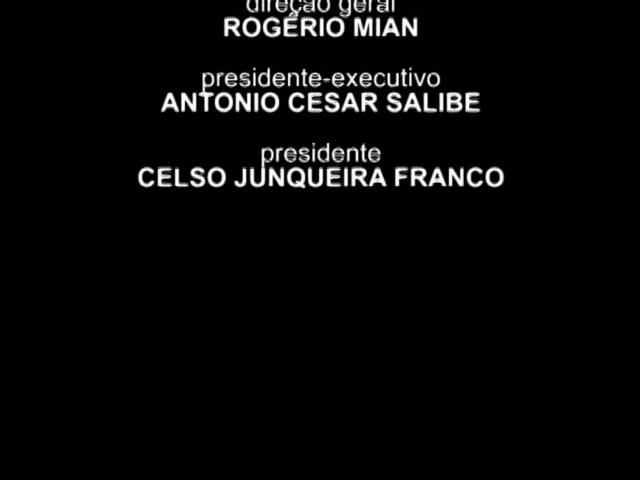 direção geral
ROGÉRIO MIAN
presidente-executivo
ANTONIO CESAR SALIBE
presidente
CELSO JUNQUEIRA FRANCO